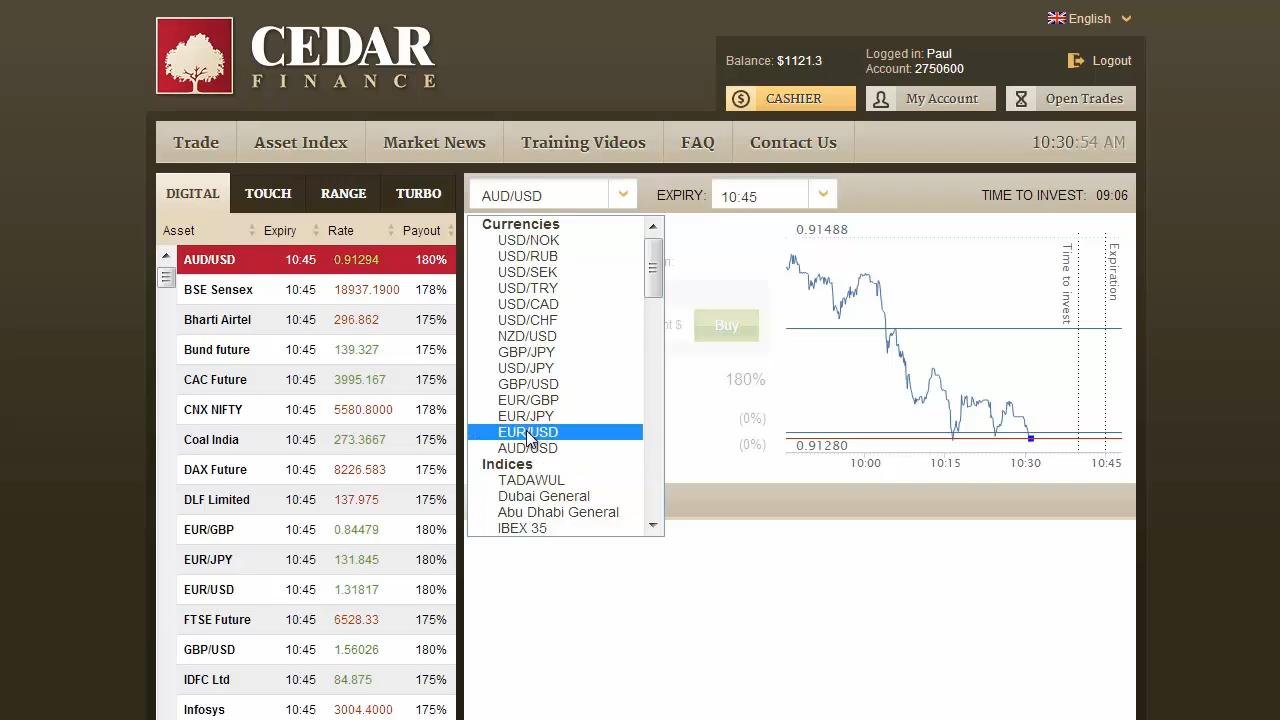 English
CEDAR
FINANCE
Balance: $1121.3
Logged in: Paul
Account: 2750600
Logout
CASHIER
My Account
Open Trades
Trade Asset Index Market News Training Videos FAQ Contact Us 10:30:54 AM
DIGITAL TOUCH RANGE TURBO
AUD/USD EXPIRY: 10:45 TIME TO INVEST: 09:06
Asset Expiry Rate Payout
AUD/USD 10:45 0.91294 180%
BSE Sensex 10:45 18937.1900 178%
Bharti Airtel 10:45 296.862 175%
Bund future 10:45 139.327 175%
CAC Future 10:45 3995.167 175%
CNX NIFTY 10:45 5580.8000 178%
Coal India 10:45 273.3667 175%
DAX Future 10:45 8226.583 175%
DLF Limited 10:45 137.975 175%
EUR/GBP 10:45 0.84479 180%
EUR/JPY 10:45 131.845 180%
EUR/USD 10:45 1.31817 180%
FTSE Future 10:45 6528.33 175%
GBP/USD 10:45 1.56026 180%
IDFC Ltd 10:45 84.875 175%
Infosys 10:45 3004.4000 175%
Currencies
USD/NOK
USD/RUB
USD/SEK
USD/TRY
USD/CAD
USD/CHF
NZD/USD
GBP/JPY
USD/JPY
GBP/USD
EUR/GBP
EUR/JPY
EUR/USD
AUD/USD
Indices
TADAWUL
Dubai General
Abu Dhabi General
IBEX 35
$
Buy
180%
(0%)
(0%)
0.91488
Time to invest
Expiration
0.91280
10:00 10:15 10:30 10:45